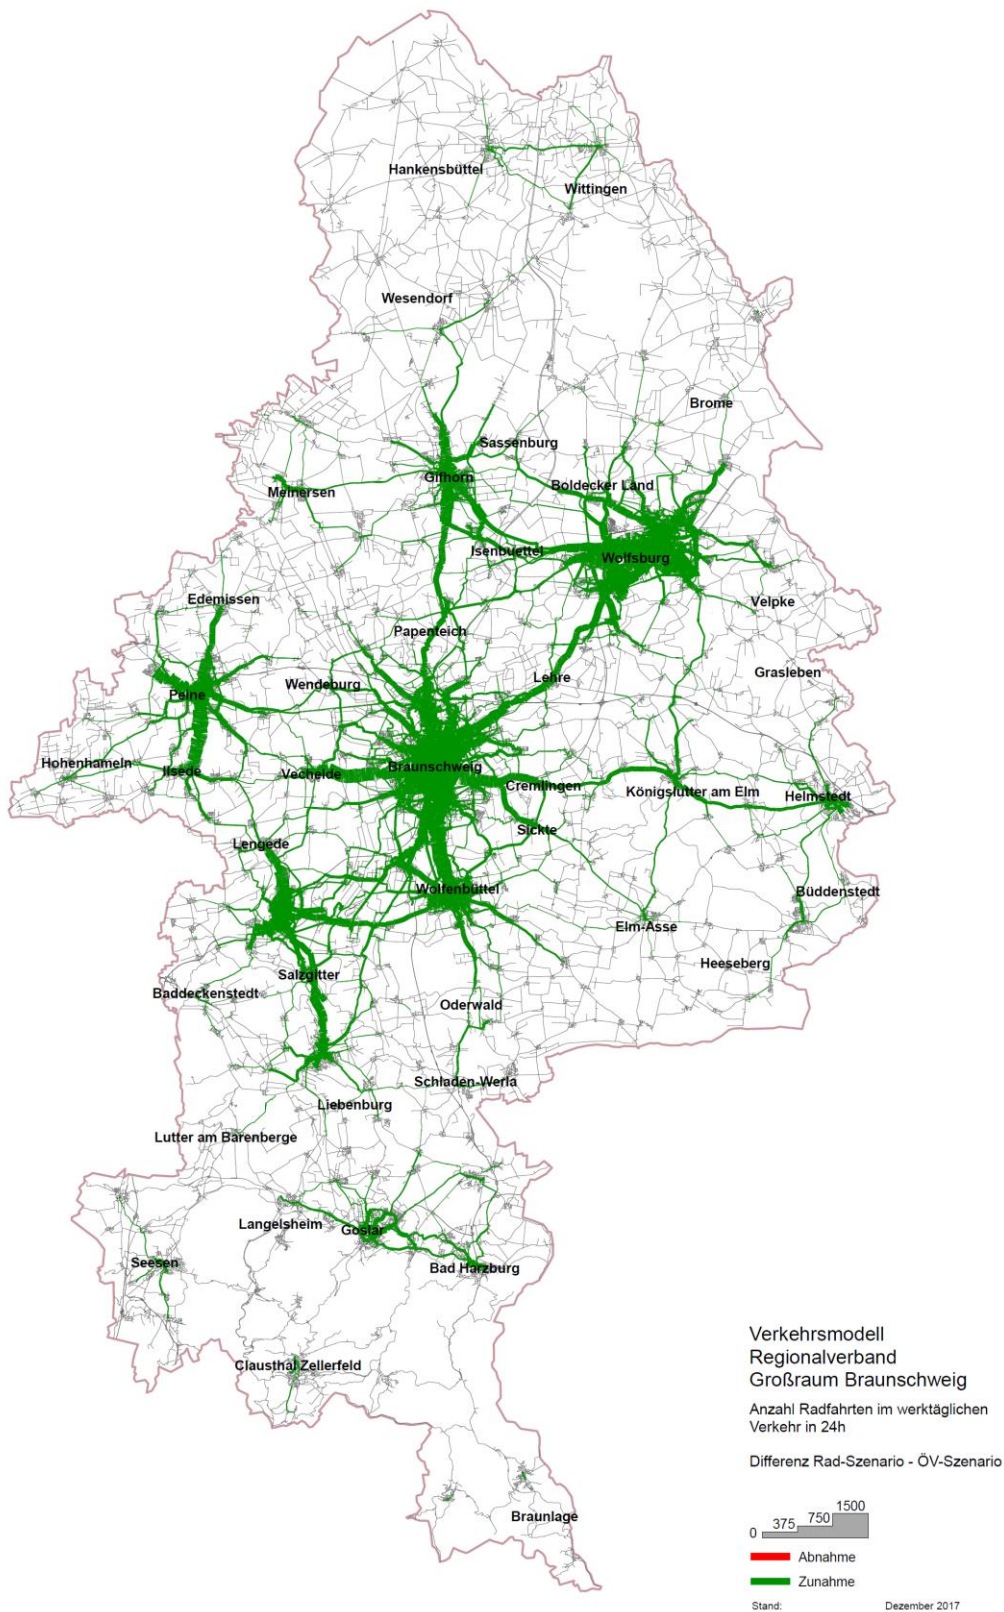 Hankensbüttel
Wittingen
Wesendorf
Brome
Sassenburg
Gifhorn
Boldecker Land
Meinersen
Isenbuettel
Wolfsburg
Edemissen
Velpke
Papenteich
Grasleben
Lehre
Wendeburg
Peine
Hohenhameln
Ilsede
Vechelde
Braunschweig
Cremlingen
Königslutter am Elm
Helmstedt
Sickte
Lengede
Wolfenbüttel
Büddenstedt
Elm-Asse
Heeseberg
Salzgitter
Baddeckenstedt
Oderwald
Schladen-Werla
Liebenburg
Lutter am Barenberge
Langelsheim
Goslar
Seesen
Bad Harzburg
Clausthal Zellerfeld
Braunlage
Verkehrsmodell
Regionalverband
Großraum Braunschweig
Anzahl Radfahrten im werktäglichen
Verkehr in 24h
Differenz Rad-Szenario - ÖV-Szenario
0 375 750 1500
Abnahme
Zunahme
Stand: Dezember 2017